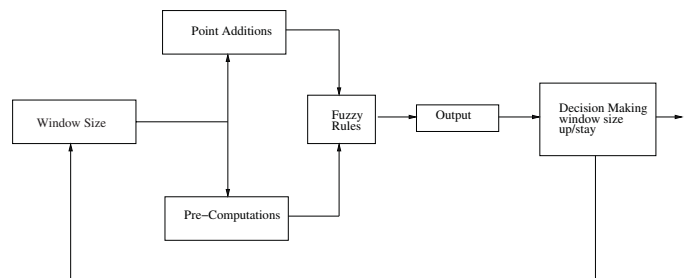 Point Additions
Window Size
Fuzzy
Rules
Output
Decision Making
window size
up/stay
Pre−Computations